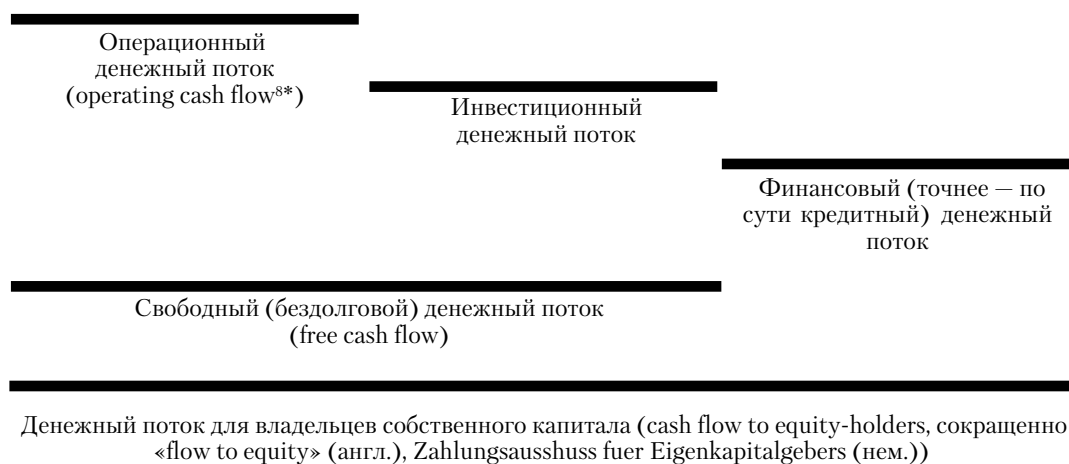 Операционный
денежный поток
(operating cash flow⁸*)
Инвестиционный
денежный поток
Финансовый (точнее — по
сути кредитный) денежный
поток
Свободный (бездолговой) денежный поток
(free cash flow)
Денежный поток для владельцев собственного капитала (cash flow to equity-holders, сокращенно
«flow to equity» (англ.), Zahlungsausshuss fuer Eigenkapitalgebers (нем.))